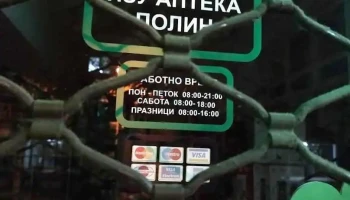 АПТЕКА
ПОЛИН
РАБОТНО ВРЕ
ПОН - ПЕТОК 08:00-21:00
САБОТА 08:00-18:00
ПРАЗНИЦИ 08:00-16:00
VISA